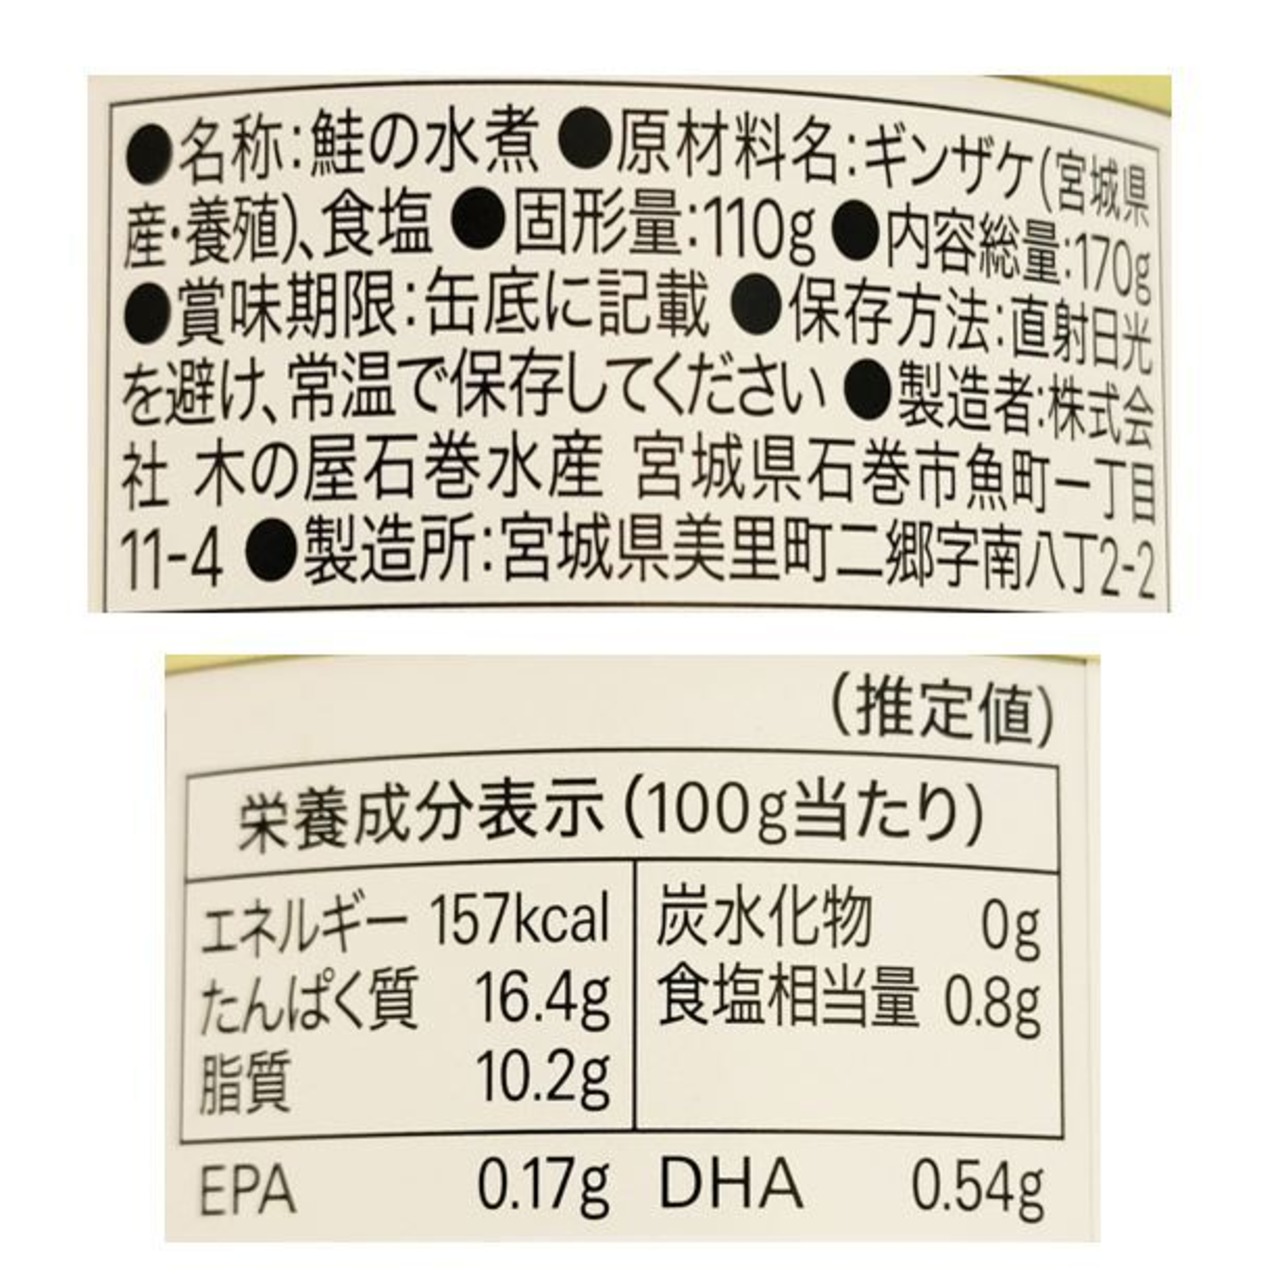 ●名称:鮭の水煮 ●原材料名:ギンザケ(宮城県
産・養殖)、食塩 ●固形量:110g ●内容総量:170g
●賞味期限:缶底に記載 ●保存方法:直射日光
を避け、常温で保存してください ●製造者:株式会
社 木の屋石巻水産 宮城県石巻市魚町一丁目
11-4 ●製造所:宮城県美里町二郷字南八丁2-2
(推定値)
栄養成分表示(100g当たり)
エネルギー 157kcal 炭水化物 0g
たんぱく質 16.4g 食塩相当量 0.8g
脂質 10.2g
EPA 0.17g DHA 0.54g